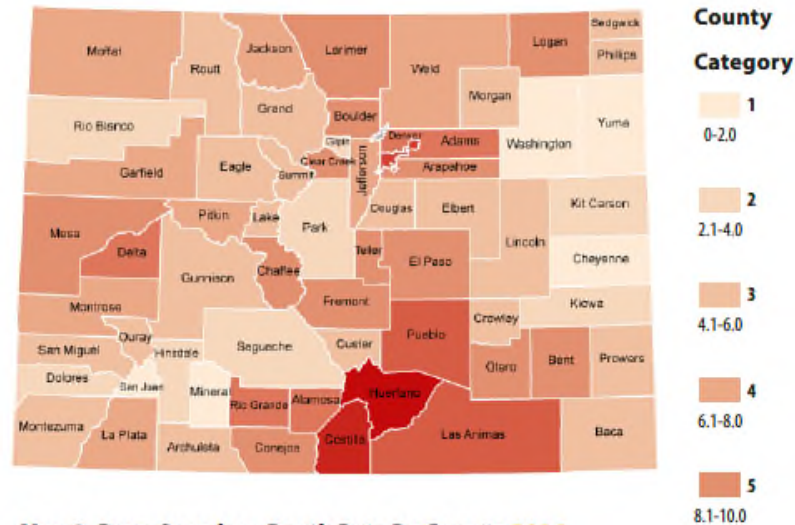 County
Category
1
0-2.0
2
2.1-4.0
3
4.1-6.0
4
6.1-8.0
5
8.1-10.0
Moffat
Routt
Jackson
Larimer
Weld
Logan
Sedgwick
Phillips
Morgan
Rio Blanco
Grand
Boulder
Gilpin
Denver
Adams
Washington
Yuma
Garfield
Eagle
Summit
Clear Creek
Jefferson
Arapahoe
Mesa
Delta
Pitkin
Lake
Park
Douglas
Elbert
Lincoln
Kit Carson
Cheyenne
Gunnison
Chaffee
Teller
El Paso
Montrose
Fremont
Pueblo
Crowley
Kiowa
Ouray
San Miguel
Hinsdale
Saguache
Custer
Otero
Bent
Prowers
Dolores
San Juan
Mineral
Rio Grande
Alamosa
Huerfano
Montezuma
La Plata
Archuleta
Conejos
Costilla
Las Animas
Baca